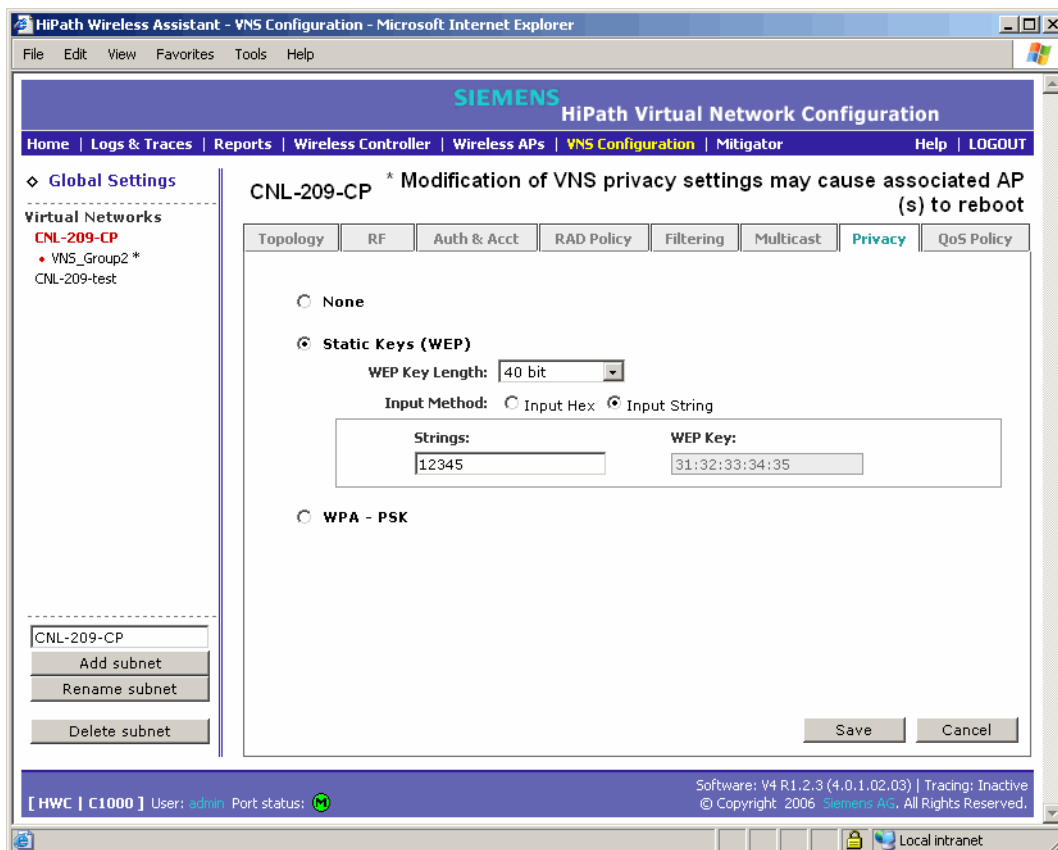 HiPath Wireless Assistant - VNS Configuration - Microsoft Internet Explorer
File Edit View Favorites Tools Help
SIEMENS
HiPath Virtual Network Configuration
Home | Logs & Traces | Reports | Wireless Controller | Wireless APs | VNS Configuration | Mitigator Help | LOGOUT
Global Settings
Virtual Networks
CNL-209-CP
VNS_Group2 *
CNL-209-test
CNL-209-CP
Add subnet
Rename subnet
Delete subnet
CNL-209-CP * Modification of VNS privacy settings may cause associated AP
(s) to reboot
Topology RF Auth & Acct RAD Policy Filtering Multicast Privacy QoS Policy
None
Static Keys (WEP)
WEP Key Length: 40 bit
Input Method: Input Hex Input String
Strings: WEP Key:
12345 31:32:33:34:35
WPA - PSK
Save Cancel
[ HWC | C1000 ] User: admin Port status: M
Software: V4 R1.2.3 (4.0.1.02.03) | Tracing: Inactive
© Copyright 2006 Siemens AG. All Rights Reserved.
Local intranet